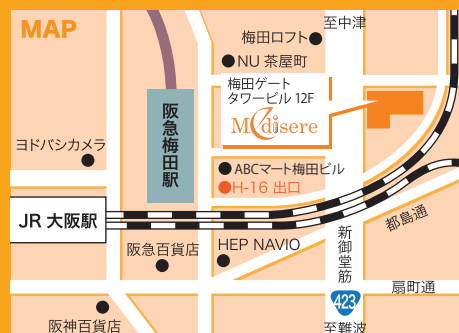 MAP
至中津
梅田ロフト
NU 茶屋町
梅田ゲート
タワービル 12F
Medisere
阪急梅田駅
ヨドバシカメラ
ABCマート梅田ビル
H-16 出口
JR 大阪駅
都島通
新御堂筋
阪急百貨店
HEP NAVIO
扇町通
423
阪神百貨店
至難波